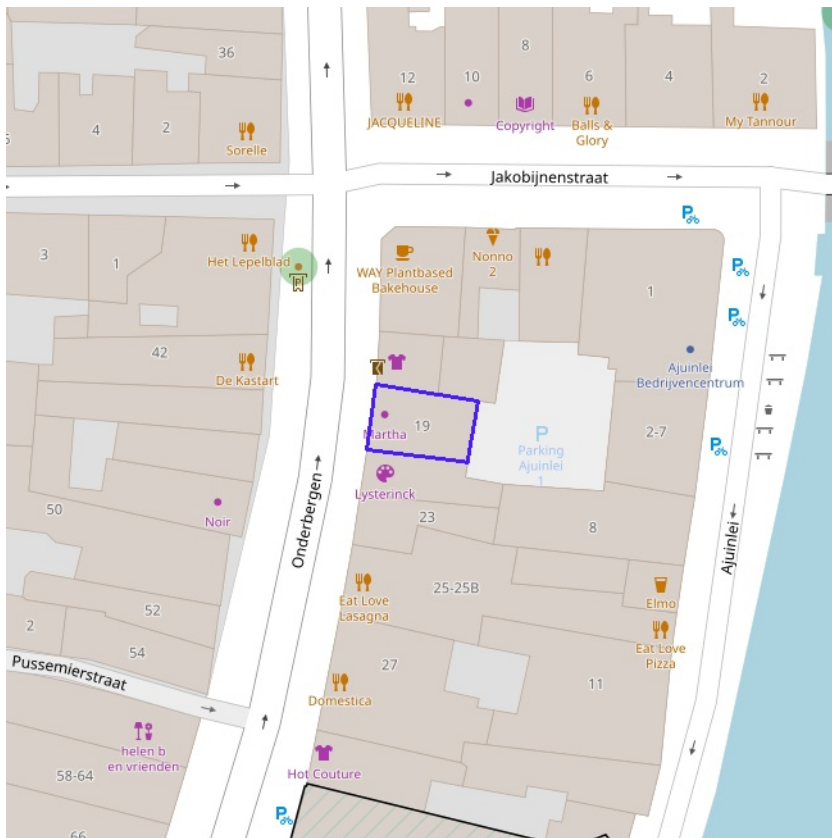 36
8
12
10
6
4
2
JACQUELINE
Copyright
Balls &
Glory
My Tannour
4
2
Sorelle
Jakobijnenstraat
P
3
1
Het Lepelblad
P
WAY Plantbased
Bakehouse
Nonno
2
P
1
P
42
De Kastart
Ajuinlei
Bedrijvencentrum
Martha
19
2-7
P
P
Parking
Ajuinlei
1
Lysterinck
Noir
50
Onderbergen
23
8
Ajuinlei
25-25B
Eat Love
Lasagna
Elmo
52
2
54
Eat Love
Pizza
Pussemierstraat
27
11
Domestica
helen b
en vrienden
Hot Couture
58-64
P
66